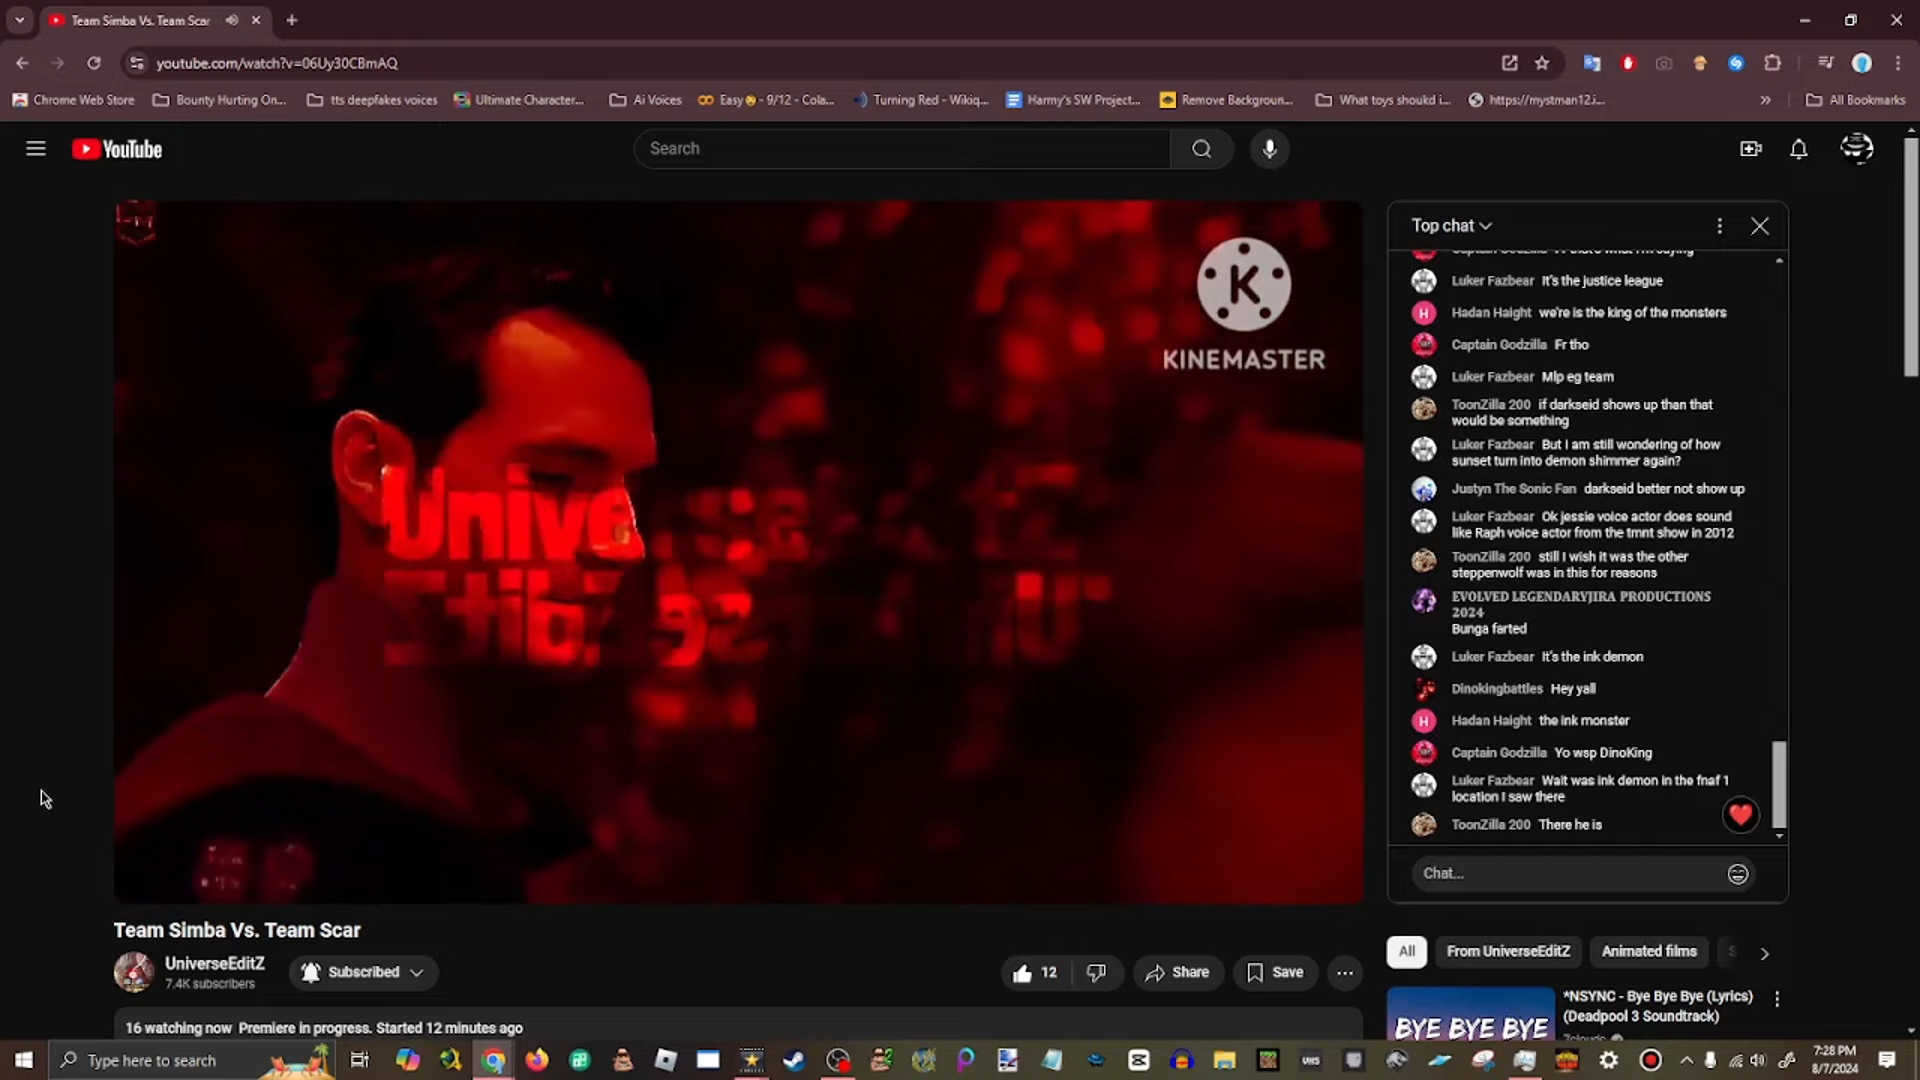 Team Simba Vs. Team Scar
youtube.com/watch?v=06Uy30CBmAQ
Chrome Web Store
Bounty Hurting On...
tts deepfakes voices
Ultimate Character...
Ai Voices
Easy - 9/12 - Cola...
Turning Red - Wikiq...
Harmy's SW Project...
Remove Backgroun...
What toys shoukd i...
https://mystman12.i...
All Bookmarks
YouTube
Search
K
KINEMASTER
Top chat
Luker Fazbear It's the justice league
Hadan Haight we're is the king of the monsters
Captain Godzilla Fr tho
Luker Fazbear Mlp eg team
ToonZilla 200 if darkseid shows up than that
would be something
Luker Fazbear But I am still wondering of how
sunset turn into demon shimmer again?
Justyn The Sonic Fan darkseid better not show up
Luker Fazbear Ok jessie voice actor does sound
like Raph voice actor from the tmnt show in 2012
ToonZilla 200 still I wish it was the other
steppenwolf was in this for reasons
EVOLVED LEGENDARYJIRA PRODUCTIONS
2024
Bunga farted
Luker Fazbear It's the ink demon
Dinokingbattles Hey yall
Hadan Haight the ink monster
Captain Godzilla Yo wsp DinoKing
Luker Fazbear Wait was ink demon in the fnaf 1
location I saw there
ToonZilla 200 There he is
Chat...
Team Simba Vs. Team Scar
UniverseEditZ
7.4K subscribers
Subscribed
12
Share
Save
16 watching now Premiere in progress. Started 12 minutes ago
All
From UniverseEditZ
Animated films
*NSYNC - Bye Bye Bye (Lyrics)
(Deadpool 3 Soundtrack)
BYE BYE BYE
Type here to search
7:28 PM
8/7/2024